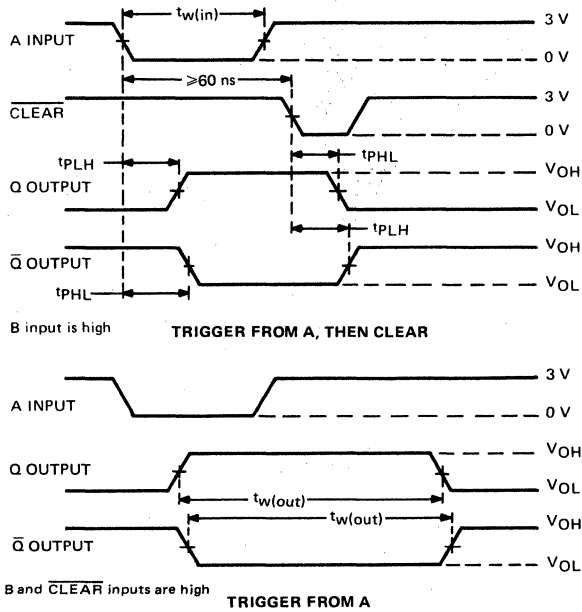 tw(in)
A INPUT
3 V
0 V
≥60 ns
CLEAR
3 V
0 V
tPLH
tPHL
Q OUTPUT
VOH
VOL
tPLH
Q̅ OUTPUT
VOH
tPHL
VOL
B input is high
TRIGGER FROM A, THEN CLEAR
A INPUT
3 V
0 V
Q OUTPUT
VOH
VOL
tw(out)
tw(out)
VOH
Q̅ OUTPUT
VOL
B and CLEAR inputs are high
TRIGGER FROM A